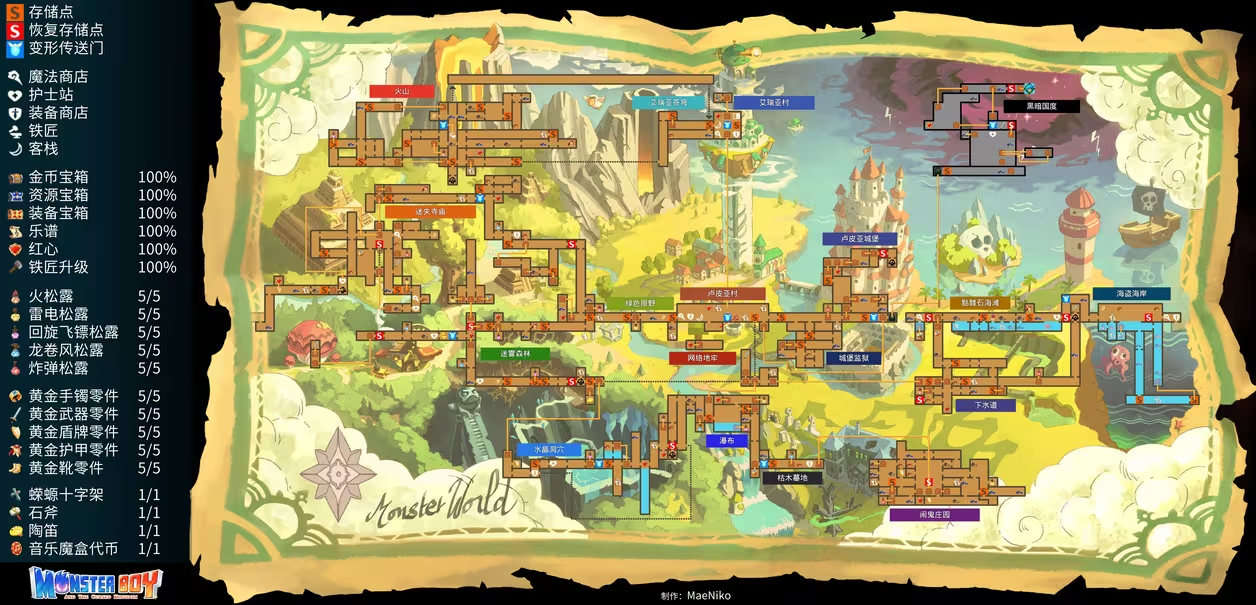 存储点
恢复存储点
变形传送门
魔法商店
护士站
装备商店
铁匠
客栈
金币宝箱 100%
资源宝箱 100%
装备宝箱 100%
乐谱 100%
红心 100%
铁匠升级 100%
火松露 5/5
雷电松露 5/5
回旋飞镖松露 5/5
龙卷风松露 5/5
炸弹松露 5/5
黄金手镯零件 5/5
黄金武器零件 5/5
黄金盾牌零件 5/5
黄金护甲零件 5/5
黄金靴零件 5/5
蝾螈十字架 1/1
石斧 1/1
陶笛 1/1
音乐魔盒代币 1/1
MONSTER BOY
AND THE CURSED KINGDOM
火山
艾瑞亚苍穹
艾瑞亚村
黑暗国度
迷失寺庙
卢皮亚城堡
绿色原野
卢皮亚村
骷髅石海滩
海盗海岸
迷雾森林
网络地牢
城堡监狱
下水道
水晶洞穴
瀑布
枯木墓地
闹鬼庄园
Monster World
制作：MaeNiko